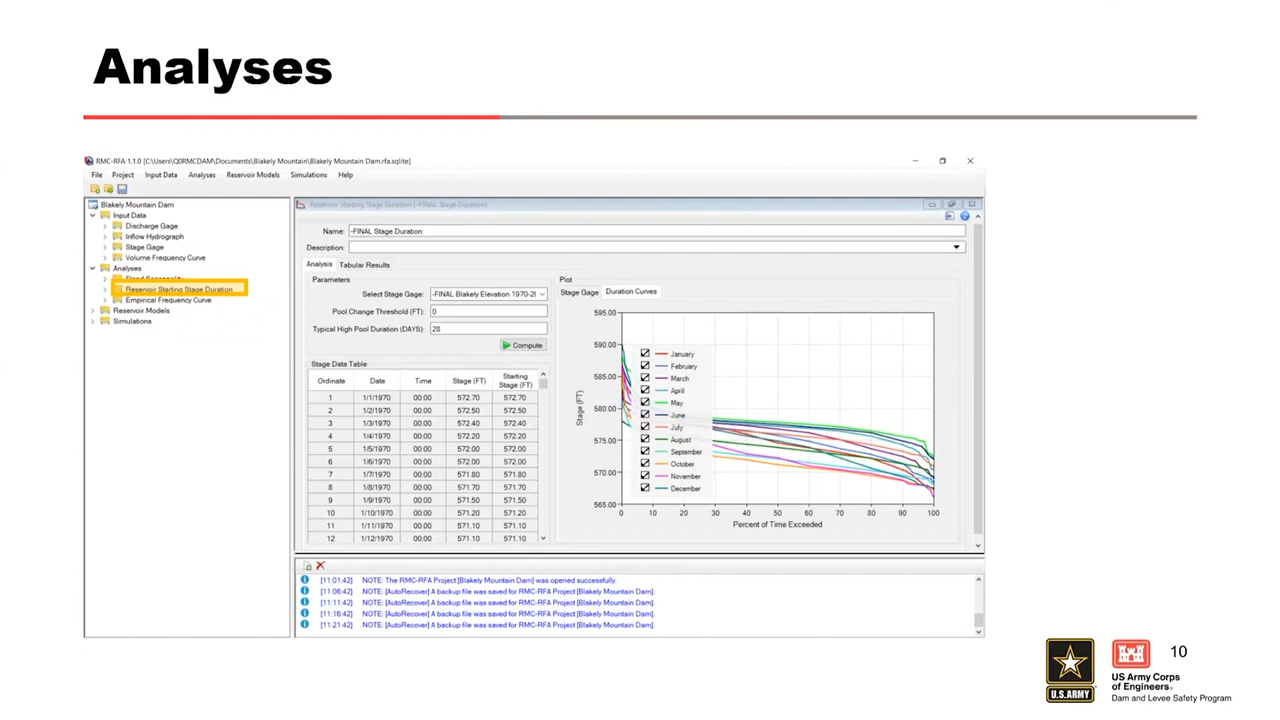 Analyses
RMC-RFA 1.1.0 [C:\Users\Q0RMCDAM\Documents\Blakely Mountain\Blakely Mountain Dam.rfa.sqlite]
File Project Input Data Analyses Reservoir Models Simulations Help
Blakely Mountain Dam
Input Data
Discharge Gage
Inflow Hydrograph
Stage Gage
Volume Frequency Curve
Analyses
Reservoir Starting Stage Duration
Empirical Frequency Curve
Reservoir Models
Simulations
Reservoir Starting Stage Duration [-FINAL Stage Duration]
Name: -FINAL Stage Duration
Description:
Analysis Tabular Results
Parameters
Select Stage Gage: -FINAL Blakely Elevation 1970-20
Pool Change Threshold (FT): 0
Typical High Pool Duration (DAYS): 28
Compute
Stage Data Table
Ordinate Date Time Stage (FT) Starting Stage (FT)
1 1/1/1970 00:00 572.70 572.70
2 1/2/1970 00:00 572.50 572.50
3 1/3/1970 00:00 572.40 572.40
4 1/4/1970 00:00 572.20 572.20
5 1/5/1970 00:00 572.00 572.00
6 1/6/1970 00:00 572.00 572.00
7 1/7/1970 00:00 571.80 571.80
8 1/8/1970 00:00 571.70 571.70
9 1/9/1970 00:00 571.50 571.50
10 1/10/1970 00:00 571.20 571.20
11 1/11/1970 00:00 571.10 571.10
12 1/12/1970 00:00 571.10 571.10
Plot
Stage Gage Duration Curves
595.00
590.00
585.00
580.00
575.00
570.00
565.00
Stage (FT)
January
February
March
April
May
June
July
August
September
October
November
December
0 10 20 30 40 50 60 70 80 90 100
Percent of Time Exceeded
[11:01:42] NOTE: The RMC-RFA Project [Blakely Mountain Dam] was opened successfully.
[11:06:42] NOTE: [AutoRecover] A backup file was saved for RMC-RFA Project [Blakely Mountain Dam].
[11:11:42] NOTE: [AutoRecover] A backup file was saved for RMC-RFA Project [Blakely Mountain Dam].
[11:16:42] NOTE: [AutoRecover] A backup file was saved for RMC-RFA Project [Blakely Mountain Dam].
[11:21:42] NOTE: [AutoRecover] A backup file was saved for RMC-RFA Project [Blakely Mountain Dam].
U.S. ARMY
US Army Corps
of Engineers®
Dam and Levee Safety Program
10